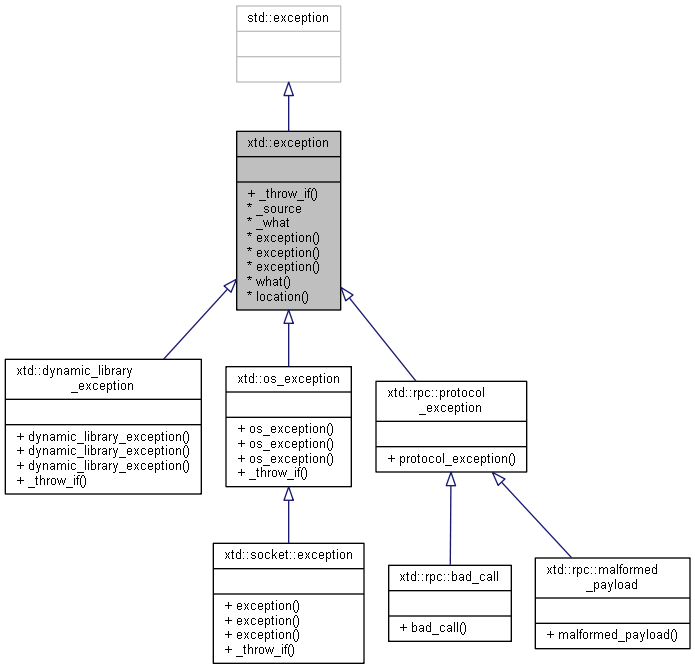 std::exception
xtd::exception
+ _throw_if()
* _source
* _what
* exception()
* exception()
* exception()
* what()
* location()
xtd::dynamic_library
_exception
+ dynamic_library_exception()
+ dynamic_library_exception()
+ dynamic_library_exception()
+ _throw_if()
xtd::os_exception
+ os_exception()
+ os_exception()
+ os_exception()
+ _throw_if()
xtd::rpc::protocol
_exception
+ protocol_exception()
xtd::socket::exception
+ exception()
+ exception()
+ exception()
+ _throw_if()
xtd::rpc::bad_call
+ bad_call()
xtd::rpc::malformed
_payload
+ malformed_payload()